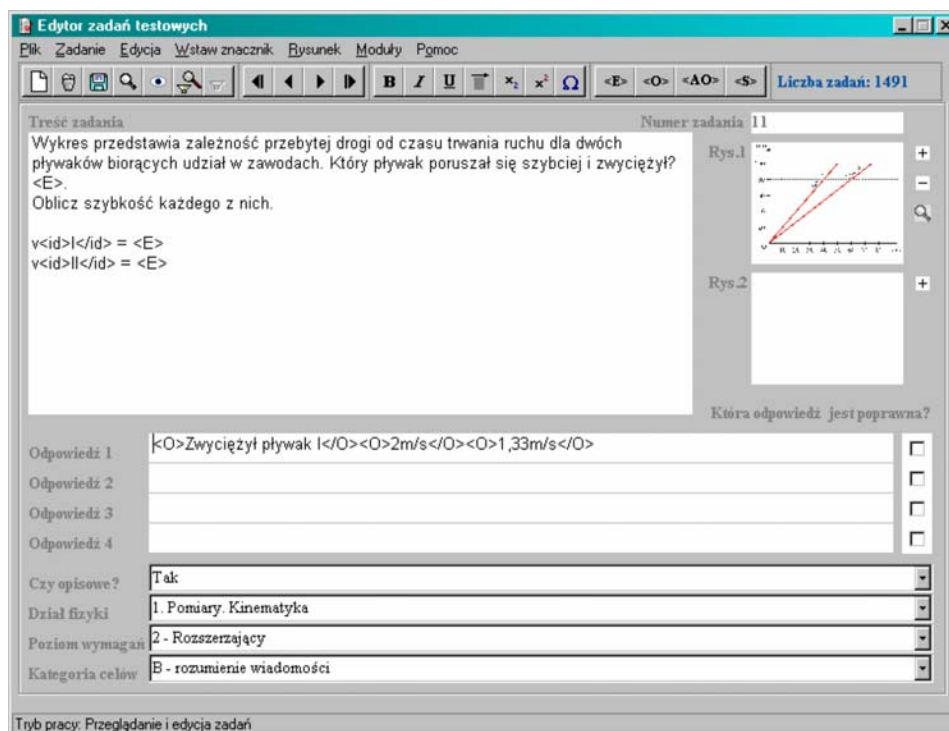 Edytor zadań testowych
Plik Zadanie Edycja Wstaw znacznik Rysunek Moduły Pomoc
B I U x₂ x² Ω <E> <O> <AO> <S> Liczba zadań: 1491
Treść zadania Numer zadania 11
Wykres przedstawia zależność przebytej drogi od czasu trwania ruchu dla dwóch
pływaków biorących udział w zawodach. Który pływak poruszał się szybciej i zwyciężył?
<E>.
Oblicz szybkość każdego z nich.
v<id>I</id> = <E>
v<id>II</id> = <E>
Rys.1
Rys.2
Która odpowiedź jest poprawna?
Odpowiedź 1 <O>Zwyciężył pływak I</O><O>2m/s</O><O>1,33m/s</O>
Odpowiedź 2
Odpowiedź 3
Odpowiedź 4
Czy opisowe? Tak
Dział fizyki 1. Pomiary. Kinematyka
Poziom wymagań 2 - Rozszerzający
Kategoria celów B - rozumienie wiadomości
Tryb pracy: Przeglądanie i edycja zadań